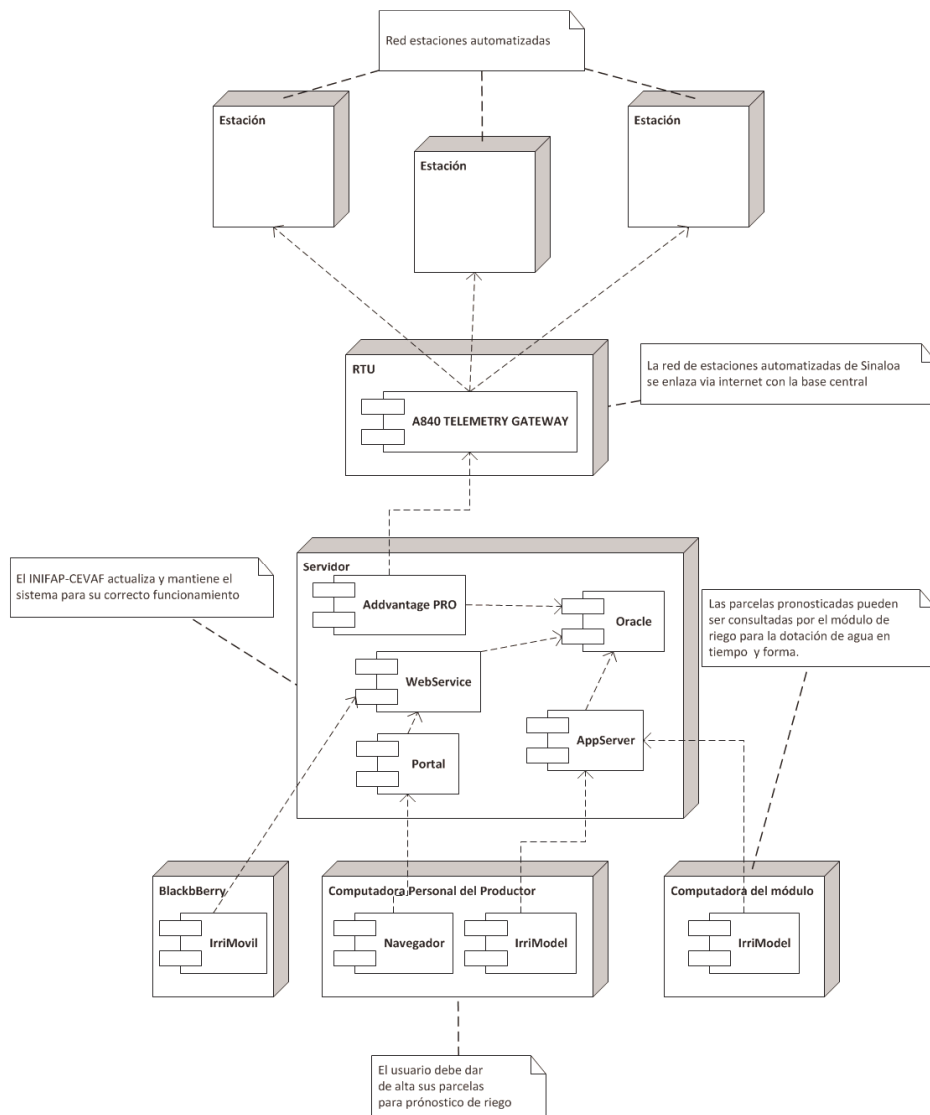 Red estaciones automatizadas
Estación
Estación
Estación
RTU
A840 TELEMETRY GATEWAY
La red de estaciones automatizadas de Sinaloa
se enlaza via internet con la base central
El INIFAP-CEVAF actualiza y mantiene el
sistema para su correcto funcionamiento
Servidor
Addvantage PRO
Oracle
WebService
AppServer
Portal
Las parcelas pronosticadas pueden
ser consultadas por el módulo de
riego para la dotación de agua en
tiempo y forma.
BlackbBerry
IrriMovil
Computadora Personal del Productor
Navegador
IrriModel
Computadora del módulo
IrriModel
El usuario debe dar
de alta sus parcelas
para prónostico de riego